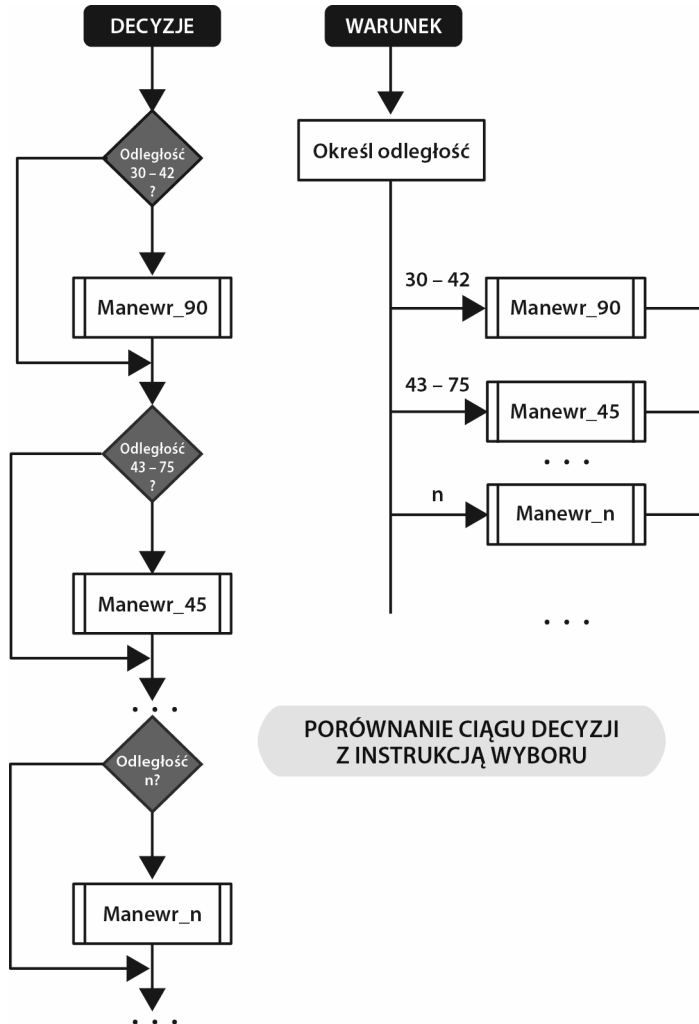 DECYZJE
Odległość
30 – 42
?
Manewr_90
Odległość
43 – 75
?
Manewr_45
. . .
Odległość
n?
Manewr_n
. . .
WARUNEK
Określ odległość
30 – 42
Manewr_90
43 – 75
Manewr_45
. . .
n
Manewr_n
. . .
PORÓWNANIE CIĄGU DECYZJI
Z INSTRUKCJĄ WYBORU